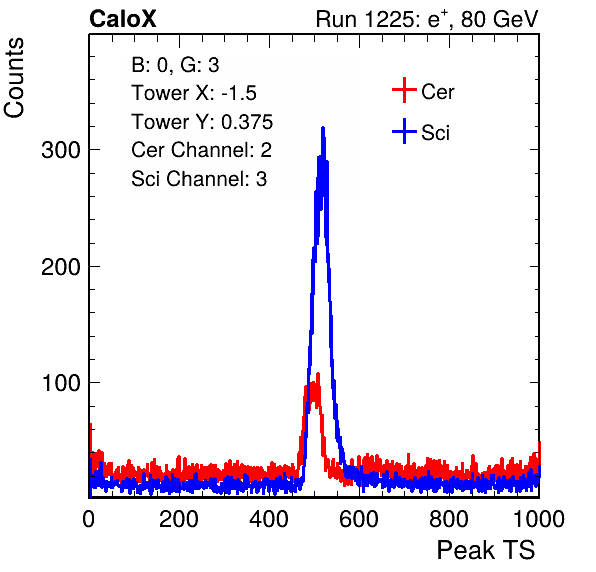 CaloX Run 1225: e⁺, 80 GeV
Counts
B: 0, G: 3
Tower X: -1.5
Tower Y: 0.375
Cer Channel: 2
Sci Channel: 3
Cer
Sci
300
200
100
0 200 400 600 800 1000
Peak TS